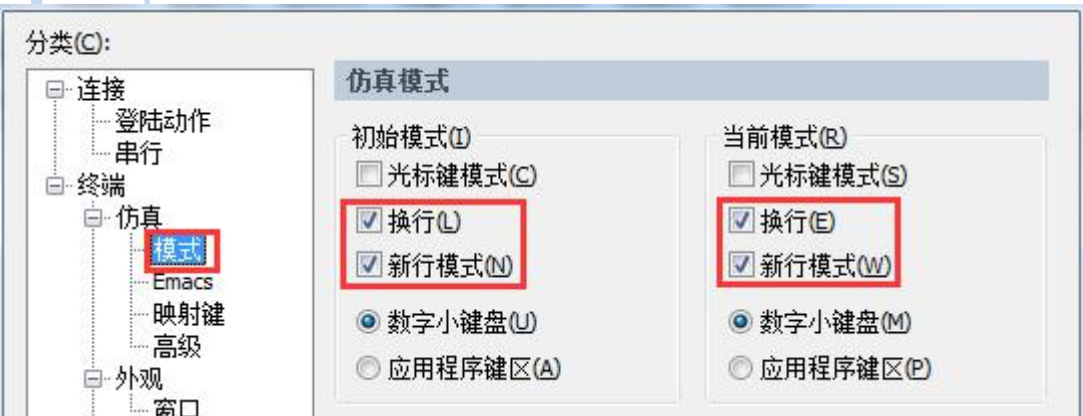 分类(C):
连接
登陆动作
串行
终端
仿真
模式
Emacs
映射键
高级
外观
窗口
仿真模式
初始模式(I)
光标键模式(C)
换行(L)
新行模式(N)
数字小键盘(U)
应用程序键区(A)
当前模式(R)
光标键模式(S)
换行(E)
新行模式(W)
数字小键盘(M)
应用程序键区(P)